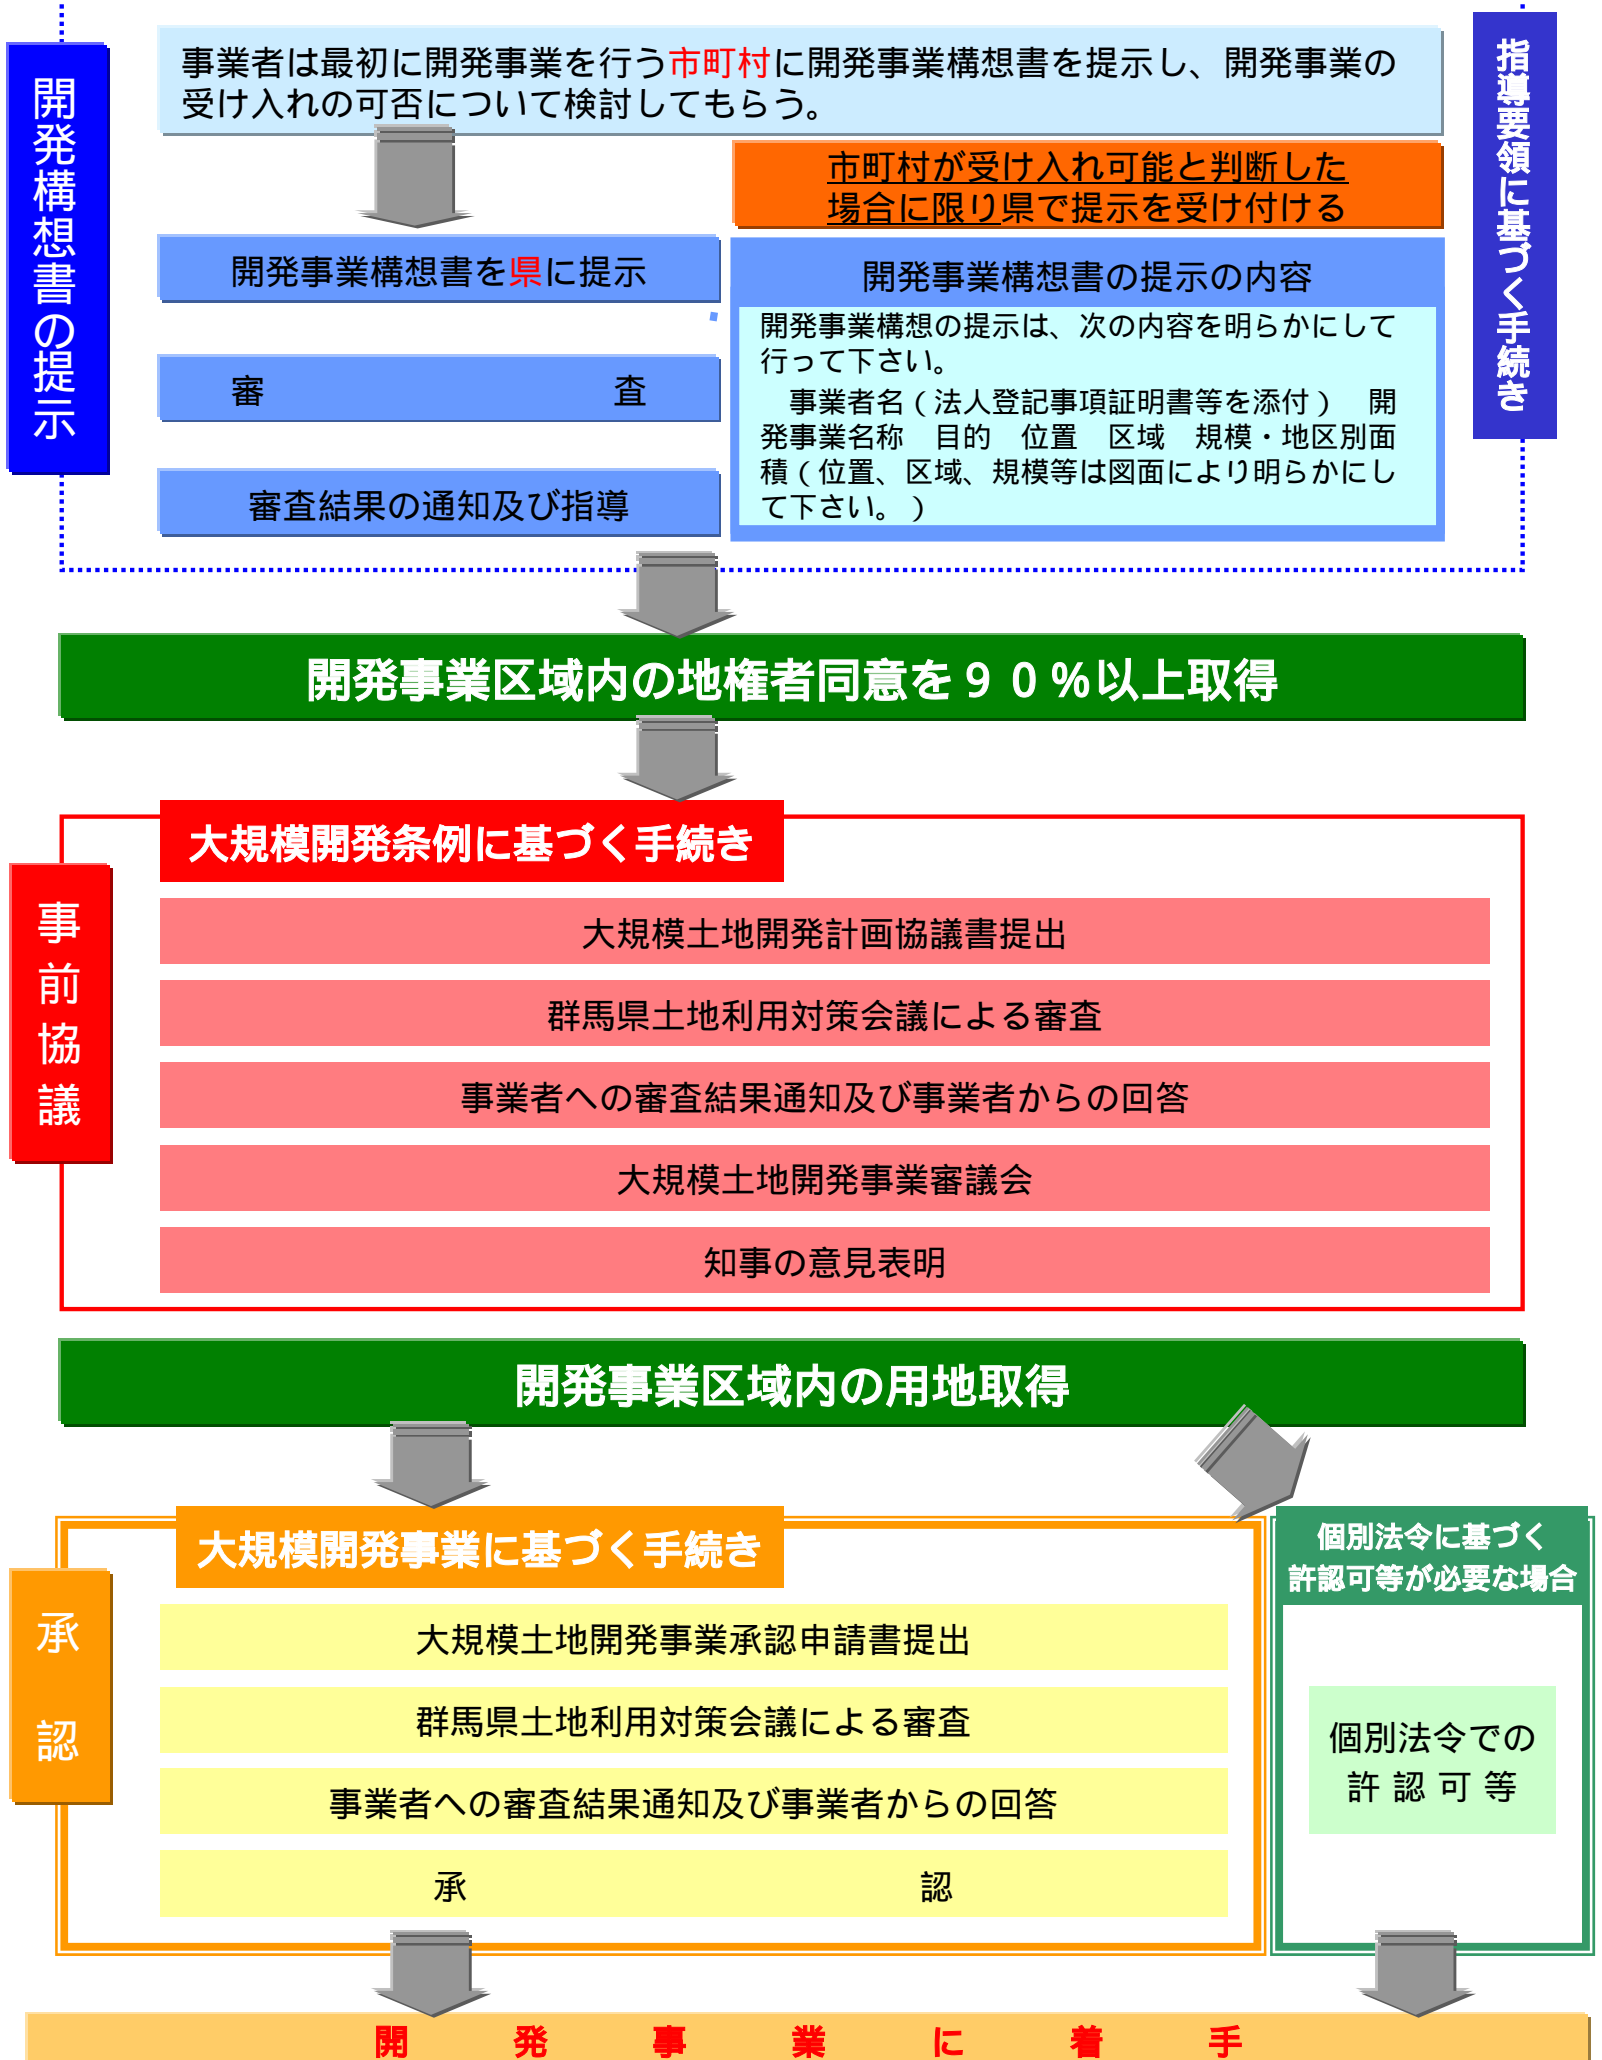 開発構想書の提示
指導要領に基づく手続き
事業者は最初に開発事業を行う市町村に開発事業構想書を提示し、開発事業の
受け入れの可否について検討してもらう。
市町村が受け入れ可能と判断した
場合に限り県で提示を受け付ける
開発事業構想書を県に提示
審　査
審査結果の通知及び指導
開発事業構想書の提示の内容
開発事業構想の提示は、次の内容を明らかにして
行って下さい。
　事業者名（法人登記事項証明書等を添付）　開
発事業名称　目的　位置　区域　規模・地区別面
積（位置、区域、規模等は図面により明らかにし
て下さい。）
開発事業区域内の地権者同意を９０％以上取得
事前協議
大規模開発条例に基づく手続き
大規模土地開発計画協議書提出
群馬県土地利用対策会議による審査
事業者への審査結果通知及び事業者からの回答
大規模土地開発事業審議会
知事の意見表明
開発事業区域内の用地取得
承認
大規模開発事業に基づく手続き
大規模土地開発事業承認申請書提出
群馬県土地利用対策会議による審査
事業者への審査結果通知及び事業者からの回答
承　認
個別法令に基づく
許認可等が必要な場合
個別法令での
許認可等
開発事業に着手